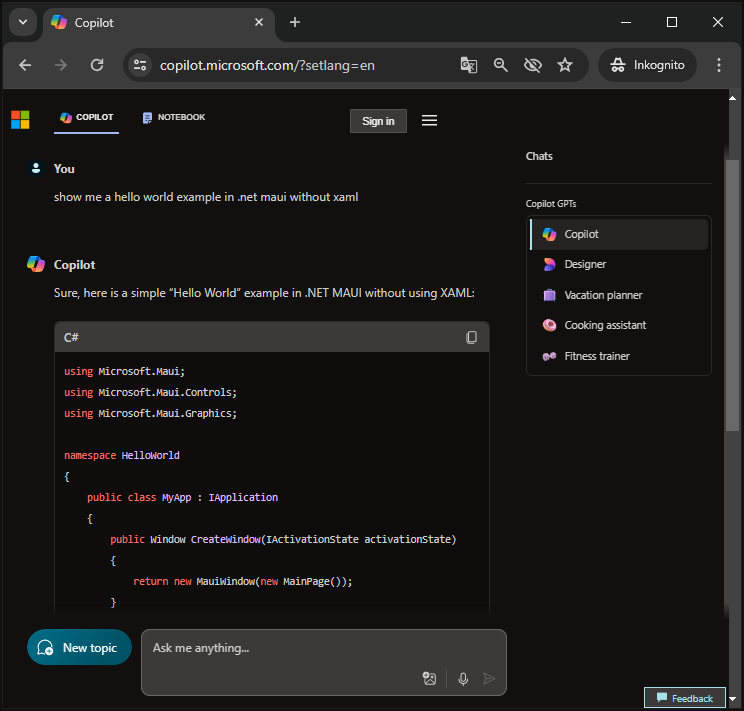 Copilot
copilot.microsoft.com/?setlang=en
Inkognito
COPILOT
NOTEBOOK
Sign in
You
show me a hello world example in .net maui without xaml
Copilot
Sure, here is a simple “Hello World” example in .NET MAUI without using XAML:
C#
using Microsoft.Maui;
using Microsoft.Maui.Controls;
using Microsoft.Maui.Graphics;
namespace HelloWorld
{
public class MyApp : IApplication
{
public Window CreateWindow(IActivationState activationState)
{
return new MauiWindow(new MainPage());
}
New topic
Ask me anything...
Chats
Copilot GPTs
Copilot
Designer
Vacation planner
Cooking assistant
Fitness trainer
Feedback